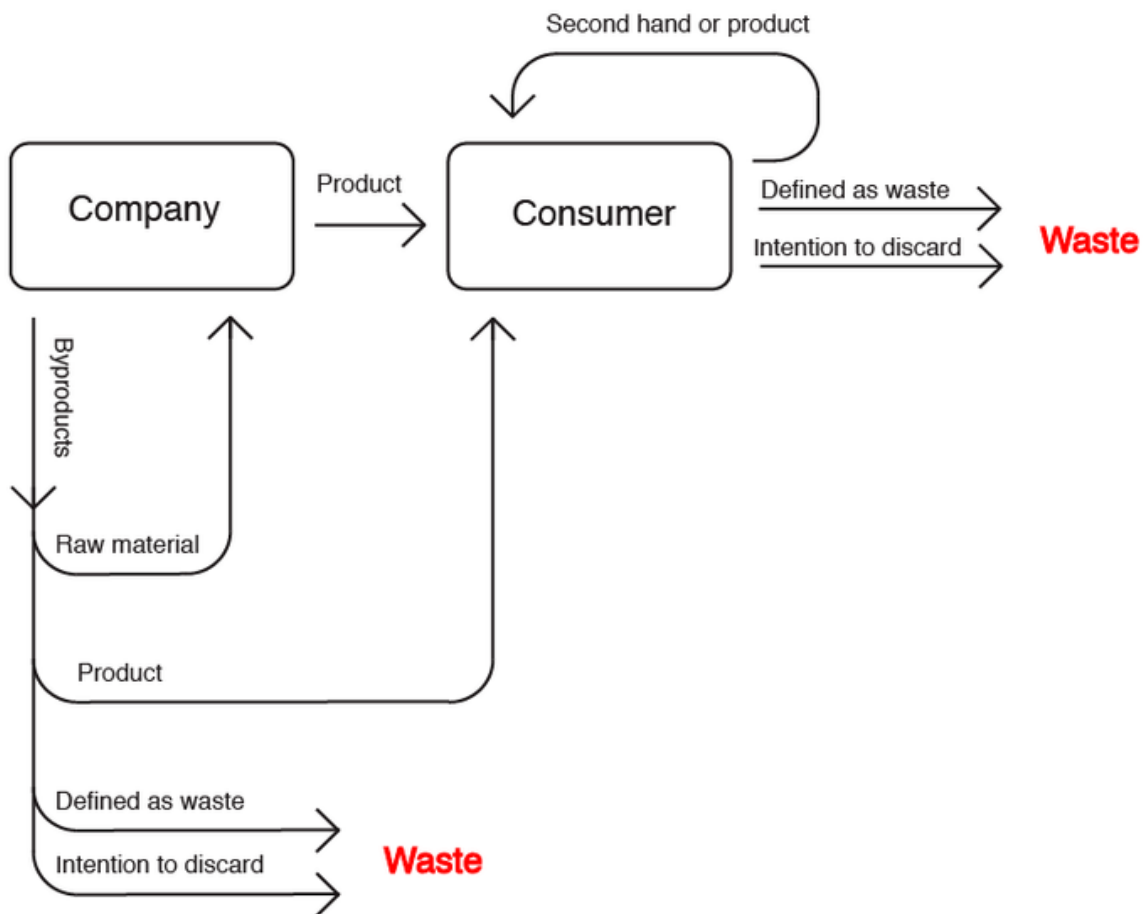 Second hand or product
Company
Product
Consumer
Defined as waste
Intention to discard
Waste
Byproducts
Raw material
Product
Defined as waste
Intention to discard
Waste